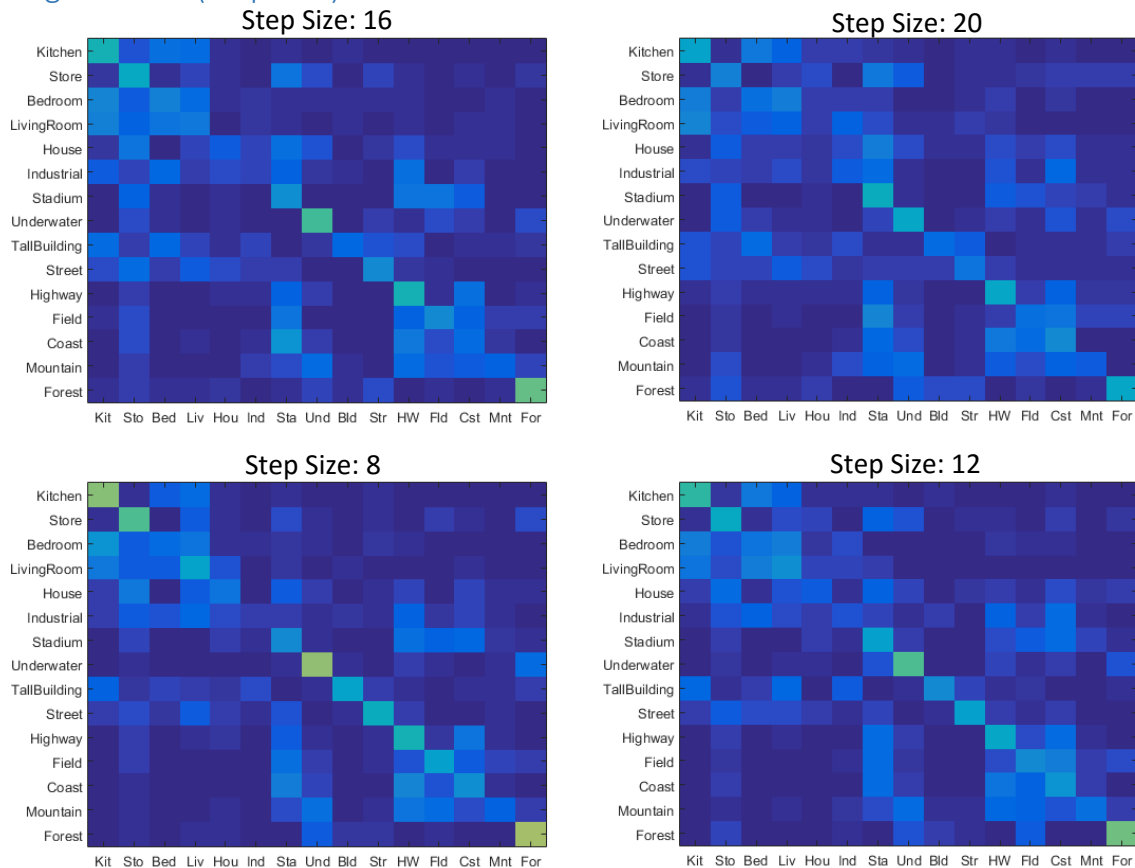 Step Size: 16
Kitchen
Store
Bedroom
LivingRoom
House
Industrial
Stadium
Underwater
TallBuilding
Street
Highway
Field
Coast
Mountain
Forest
Kit Sto Bed Liv Hou Ind Sta Und Bld Str HW Fld Cst Mnt For
Step Size: 20
Kitchen
Store
Bedroom
LivingRoom
House
Industrial
Stadium
Underwater
TallBuilding
Street
Highway
Field
Coast
Mountain
Forest
Kit Sto Bed Liv Hou Ind Sta Und Bld Str HW Fld Cst Mnt For
Step Size: 8
Kitchen
Store
Bedroom
LivingRoom
House
Industrial
Stadium
Underwater
TallBuilding
Street
Highway
Field
Coast
Mountain
Forest
Kit Sto Bed Liv Hou Ind Sta Und Bld Str HW Fld Cst Mnt For
Step Size: 12
Kitchen
Store
Bedroom
LivingRoom
House
Industrial
Stadium
Underwater
TallBuilding
Street
Highway
Field
Coast
Mountain
Forest
Kit Sto Bed Liv Hou Ind Sta Und Bld Str HW Fld Cst Mnt For